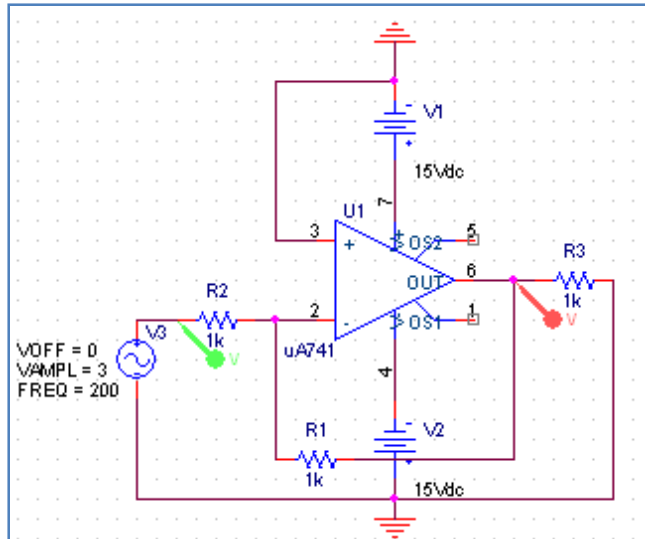 V1
15Vdc
7
U1
3
+
OS2
5
R3
6
OUT
1k
R2
2
-
OS1
1
V3
1k
V
V
uA741
VOFF = 0
VAMPL = 3
FREQ = 200
4
R1
V2
1k
15Vdc